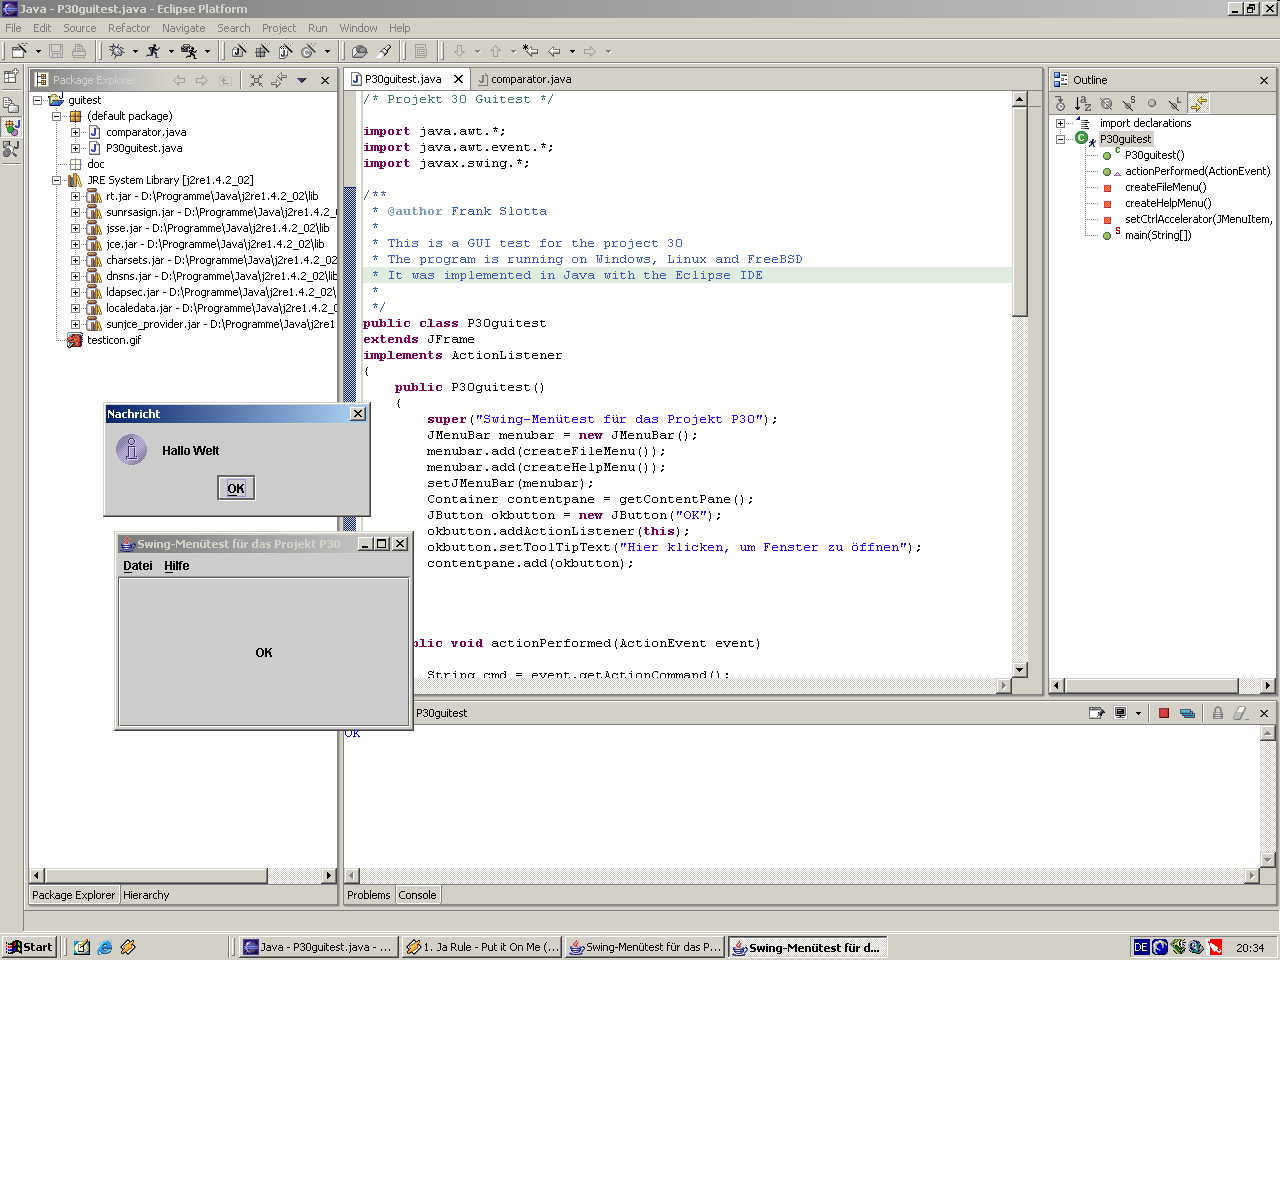 Java - P30guitest.java - Eclipse Platform
File Edit Source Refactor Navigate Search Project Run Window Help
Package Explorer
guitest
(default package)
comparator.java
P30guitest.java
doc
JRE System Library [j2re1.4.2_02]
rt.jar - D:\Programme\Java\j2re1.4.2_02\lib
sunrsasign.jar - D:\Programme\Java\j2re1.4.2_
jsse.jar - D:\Programme\Java\j2re1.4.2_02\lib
jce.jar - D:\Programme\Java\j2re1.4.2_02\lib
charsets.jar - D:\Programme\Java\j2re1.4.2_02
dnsns.jar - D:\Programme\Java\j2re1.4.2_02\lib
ldapsec.jar - D:\Programme\Java\j2re1.4.2_02\
localedata.jar - D:\Programme\Java\j2re1.4.2_0
sunjce_provider.jar - D:\Programme\Java\j2re1
testicon.gif
Package Explorer Hierarchy
P30guitest.java comparator.java
/* Projekt 30 Guitest */
import java.awt.*;
import java.awt.event.*;
import javax.swing.*;
/**
* @author Frank Slotta
*
* This is a GUI test for the project 30
* The program is running on Windows, Linux and FreeBSD
* It was implemented in Java with the Eclipse IDE
*
*/
public class P30guitest
extends JFrame
implements ActionListener
{
public P30guitest()
{
super("Swing-Menütest für das Projekt P30");
JMenuBar menubar = new JMenuBar();
menubar.add(createFileMenu());
menubar.add(createHelpMenu());
setJMenuBar(menubar);
Container contentpane = getContentPane();
JButton okbutton = new JButton("OK");
okbutton.addActionListener(this);
okbutton.setToolTipText("Hier klicken, um Fenster zu öffnen");
contentpane.add(okbutton);
blic void actionPerformed(ActionEvent event)
String cmd = event.getActionCommand();
Outline
import declarations
P30guitest
P30guitest()
actionPerformed(ActionEvent)
createFileMenu()
createHelpMenu()
setCtrlAccelerator(JMenuItem,
main(String[])
Nachricht
Hallo Welt
OK
Swing-Menütest für das Projekt P30
Datei Hilfe
OK
P30guitest
OK
Problems Console
Start
Java - P30guitest.java - ...
1. Ja Rule - Put it On Me (...
Swing-Menütest für das P...
Swing-Menütest für d...
DE
20:34